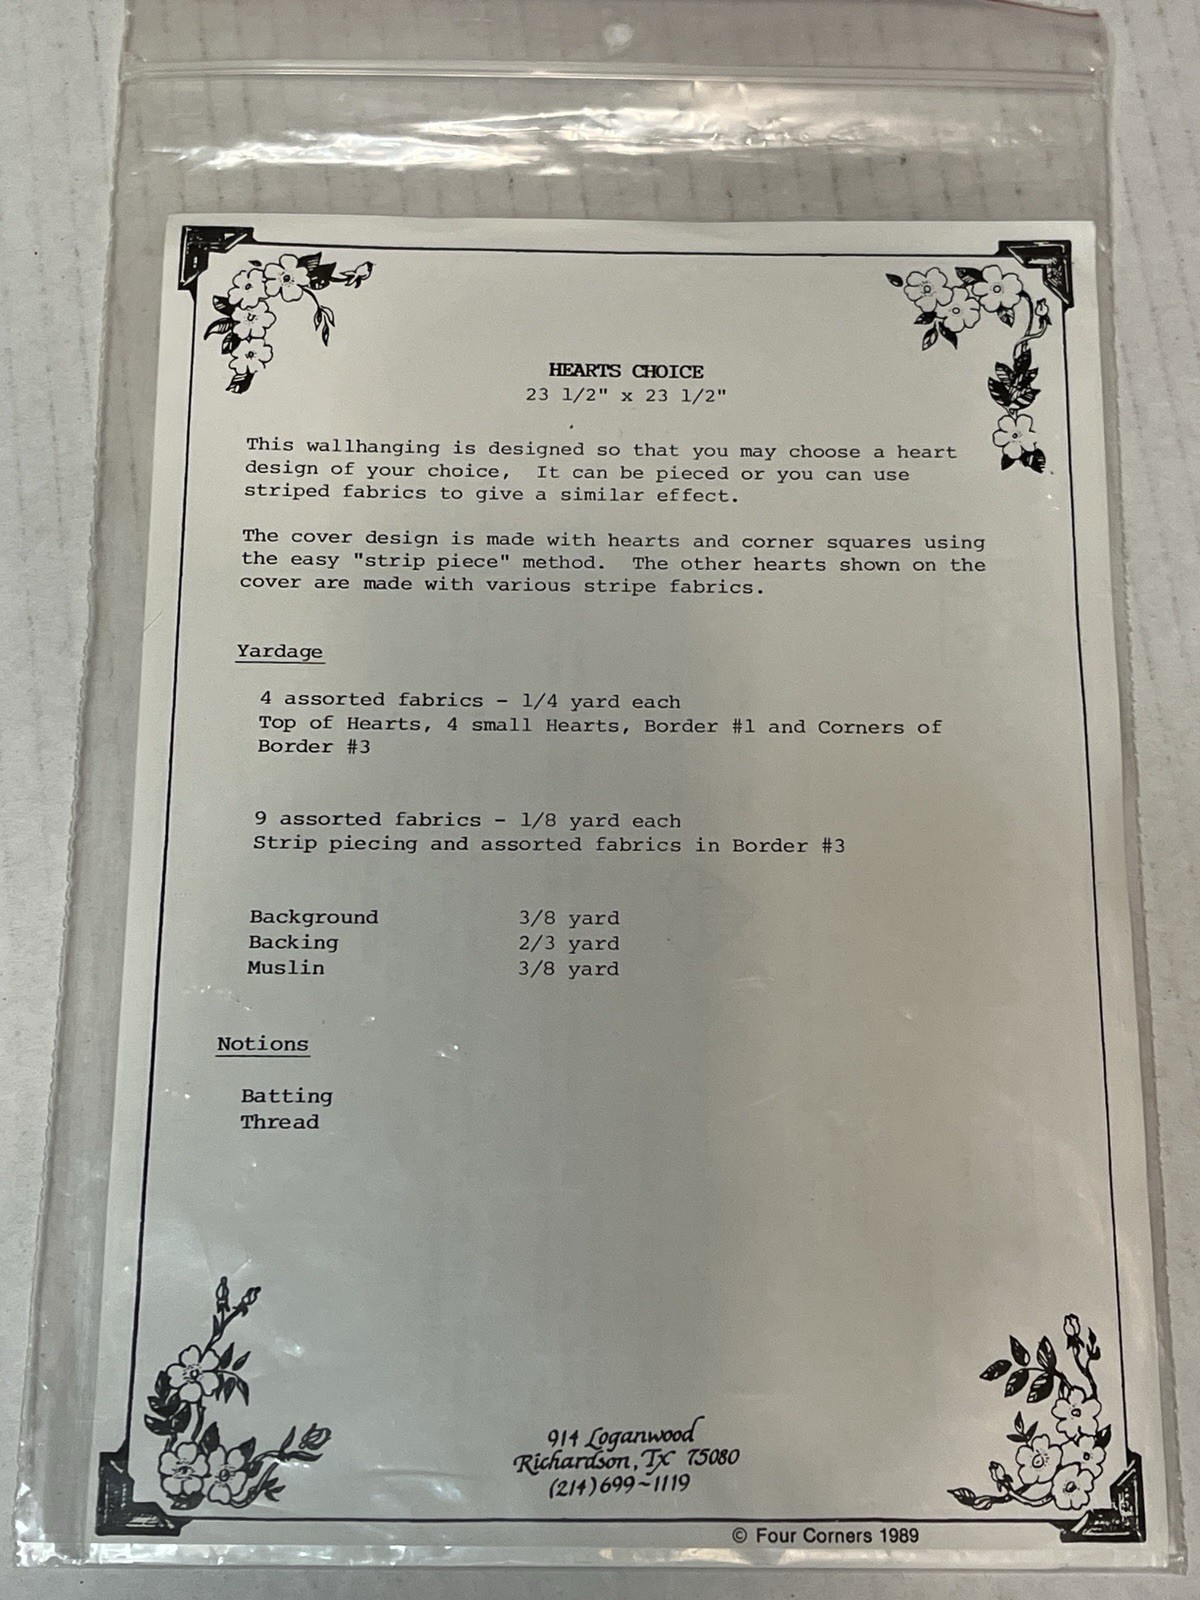 HEARTS CHOICE
23 1/2" x 23 1/2"
This wallhanging is designed so that you may choose a heart
design of your choice, It can be pieced or you can use
striped fabrics to give a similar effect.
The cover design is made with hearts and corner squares using
the easy "strip piece" method. The other hearts shown on the
cover are made with various stripe fabrics.
Yardage
4 assorted fabrics - 1/4 yard each
Top of Hearts, 4 small Hearts, Border #1 and Corners of
Border #3
9 assorted fabrics - 1/8 yard each
Strip piecing and assorted fabrics in Border #3
Background 3/8 yard
Backing 2/3 yard
Muslin 3/8 yard
Notions
Batting
Thread
914 Loganwood
Richardson, Tx 75080
(214)699~1119
© Four Corners 1989